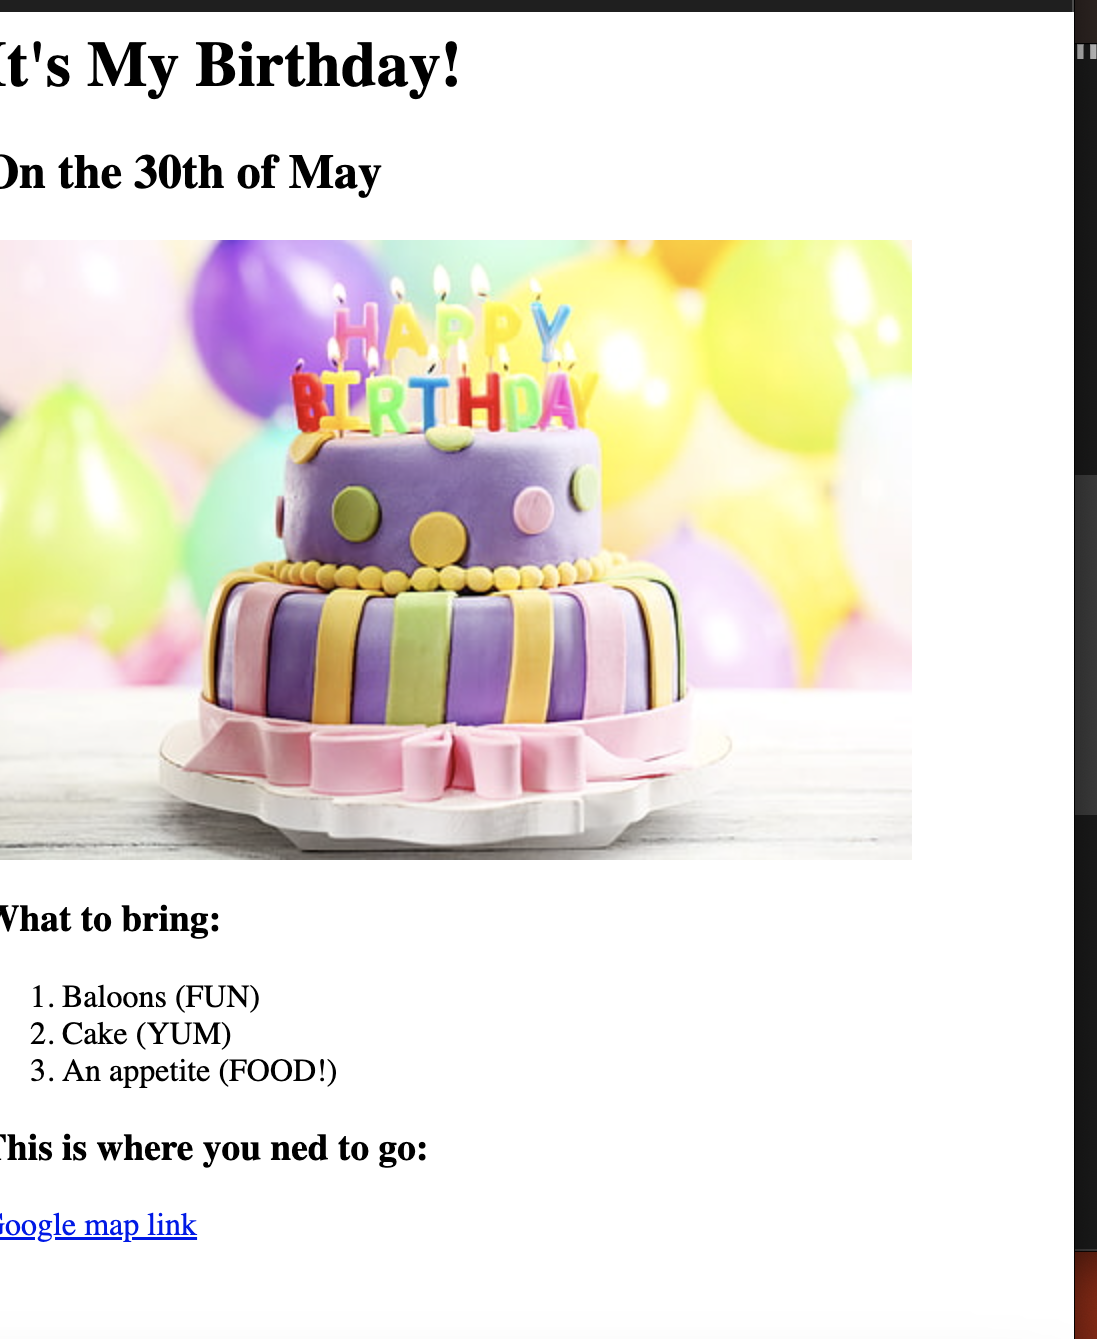 It's My Birthday!
On the 30th of May
HAPPY
BIRTHDAY
What to bring:
1. Baloons (FUN)
2. Cake (YUM)
3. An appetite (FOOD!)
This is where you ned to go:
Google map link